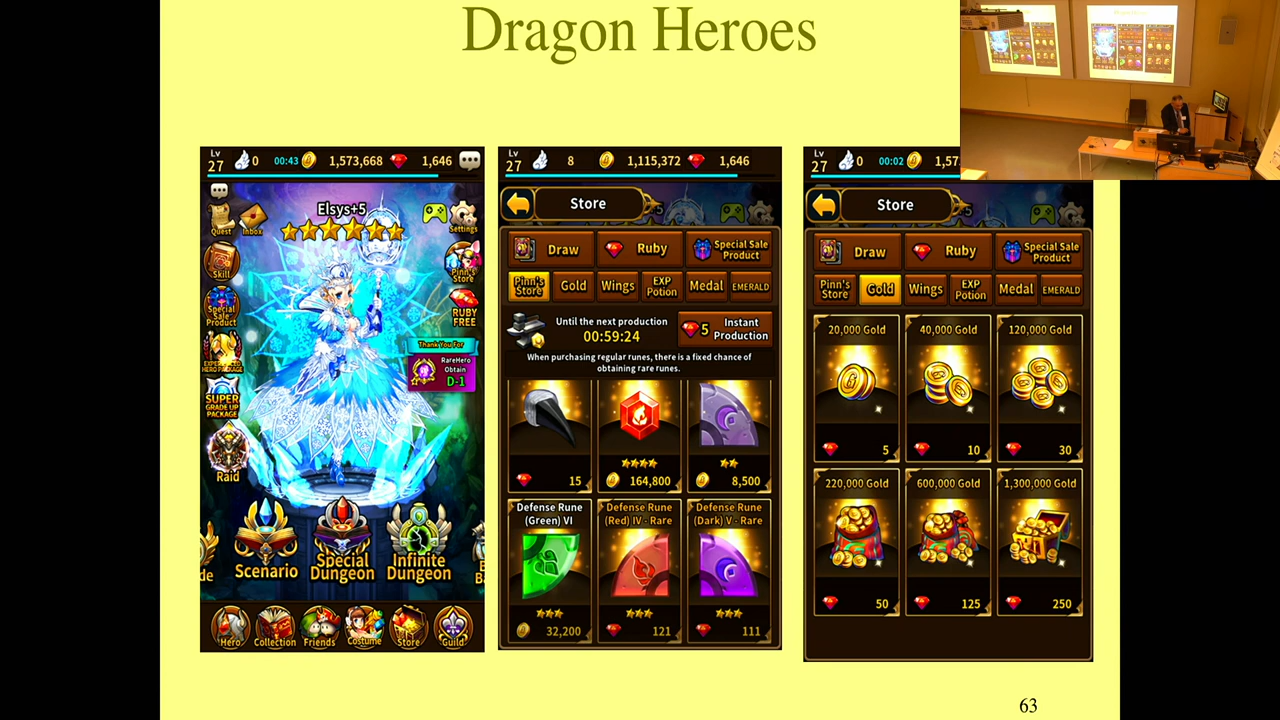 Dragon Heroes
Lv
27
0
00:43
1,573,668
1,646
Elsys+5
Quest
Inbox
Settings
Skill
Pinn's
Store
Special
Sale
Product
RUBY
FREE
Thank You For
RareHero
Obtain
D-1
HERO PACKAGE
SUPER
GRADE UP
PACKAGE
Raid
Scenario
Special
Dungeon
Infinite
Dungeon
Hero
Collection
Friends
Costume
Store
Guild
Lv
27
8
1,115,372
1,646
Store
Draw
Ruby
Special Sale
Product
Pinn's
Store
Gold
Wings
EXP
Potion
Medal
EMERALD
Until the next production
00:59:24
5
Instant
Production
When purchasing regular runes, there is a fixed chance of
obtaining rare runes.
15
164,800
8,500
Defense Rune
(Green) VI
Defense Rune
(Red) IV - Rare
Defense Rune
(Dark) V - Rare
32,200
121
111
Lv
27
0
00:02
1,57
Store
Draw
Ruby
Special Sale
Product
Pinn's
Store
Gold
Wings
EXP
Potion
Medal
EMERALD
20,000 Gold
40,000 Gold
120,000 Gold
5
10
30
220,000 Gold
600,000 Gold
1,300,000 Gold
50
125
250
63